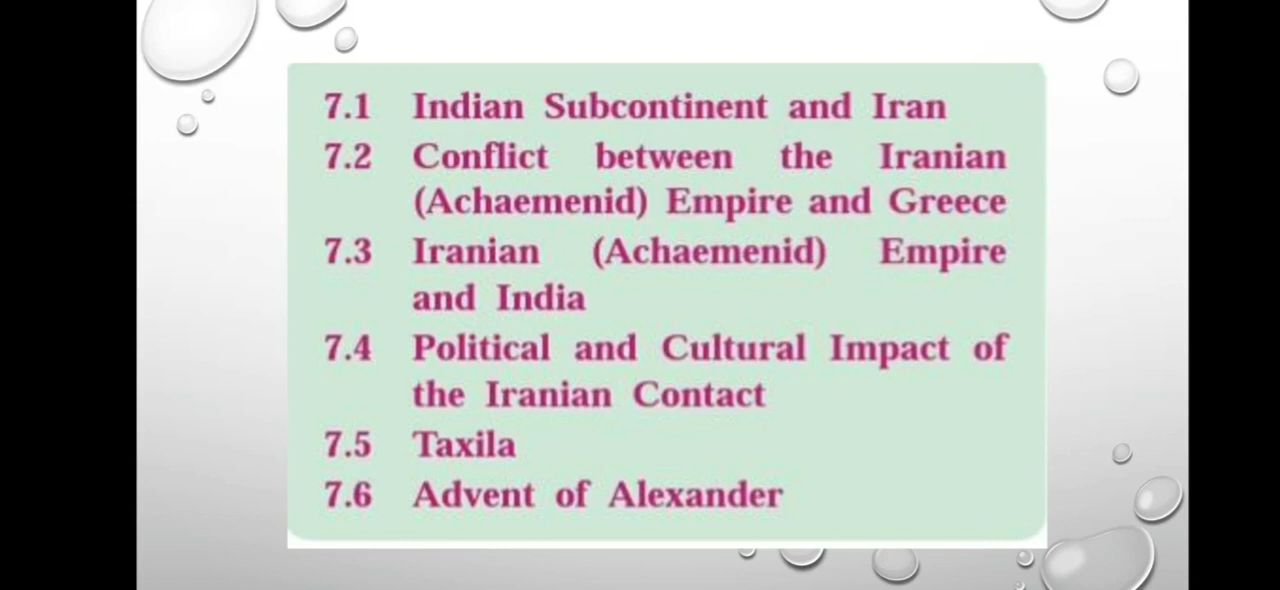 7.1 Indian Subcontinent and Iran
7.2 Conflict between the Iranian
(Achaemenid) Empire and Greece
7.3 Iranian (Achaemenid) Empire
and India
7.4 Political and Cultural Impact of
the Iranian Contact
7.5 Taxila
7.6 Advent of Alexander